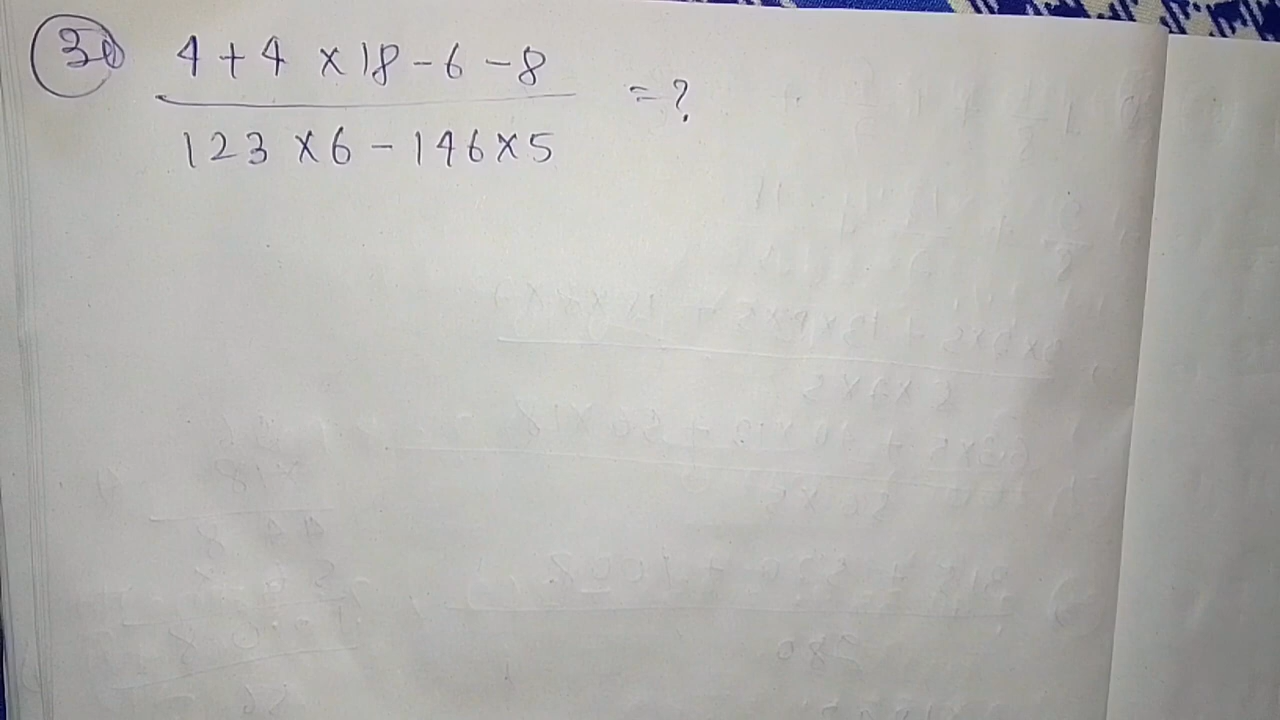 30 4 + 4 × 18 - 6 - 8
= ?
123 × 6 - 146 × 5